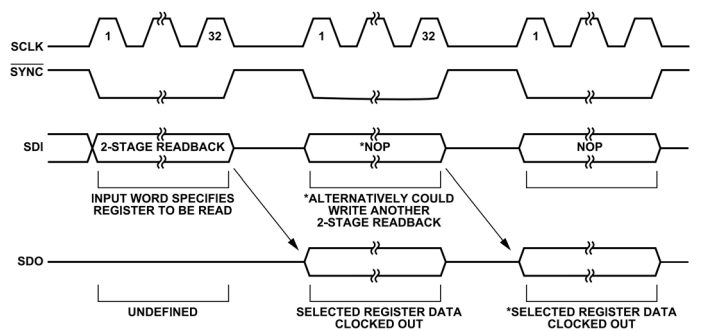 1 32 1 32 1
SCLK
SYNC
SDI 2-STAGE READBACK *NOP NOP
INPUT WORD SPECIFIES
REGISTER TO BE READ
*ALTERNATIVELY COULD
WRITE ANOTHER
2-STAGE READBACK
SDO
UNDEFINED
SELECTED REGISTER DATA
CLOCKED OUT
*SELECTED REGISTER DATA
CLOCKED OUT